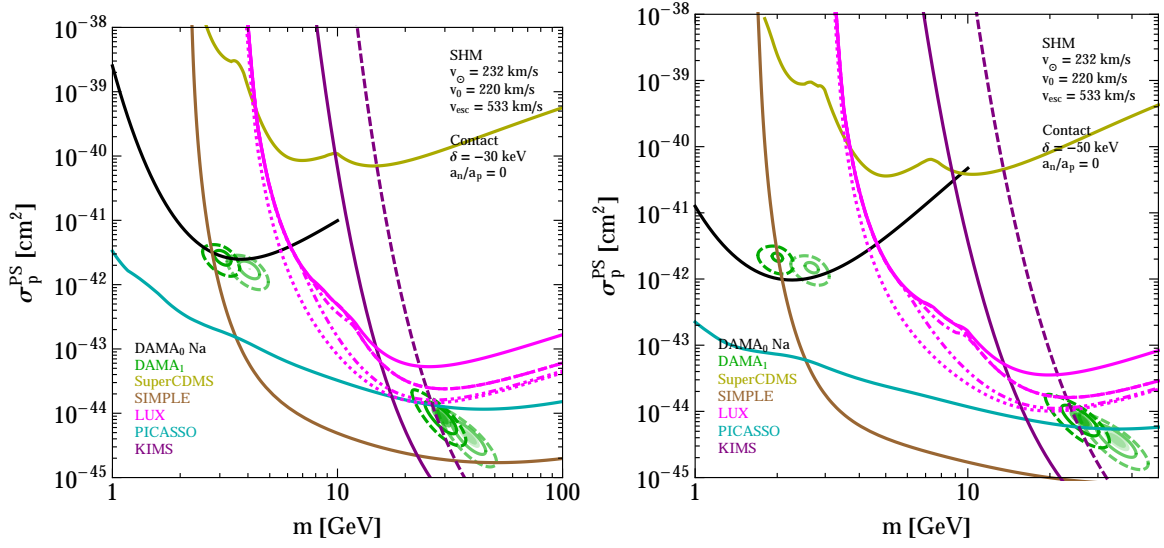 10⁻³⁸
10⁻³⁹
10⁻⁴⁰
10⁻⁴¹
10⁻⁴²
10⁻⁴³
10⁻⁴⁴
10⁻⁴⁵
σₚᴾˢ [cm²]
SHM
v⊙ = 232 km/s
v₀ = 220 km/s
vₑₛc = 533 km/s
Contact
δ = −30 keV
aₙ/aₚ = 0
DAMA₀ Na
DAMA₁
SuperCDMS
SIMPLE
LUX
PICASSO
KIMS
1 10 100
m [GeV]
10⁻³⁸
10⁻³⁹
10⁻⁴⁰
10⁻⁴¹
10⁻⁴²
10⁻⁴³
10⁻⁴⁴
10⁻⁴⁵
σₚᴾˢ [cm²]
SHM
v⊙ = 232 km/s
v₀ = 220 km/s
vₑₛc = 533 km/s
Contact
δ = −50 keV
aₙ/aₚ = 0
DAMA₀ Na
DAMA₁
SuperCDMS
SIMPLE
LUX
PICASSO
KIMS
1 10
m [GeV]